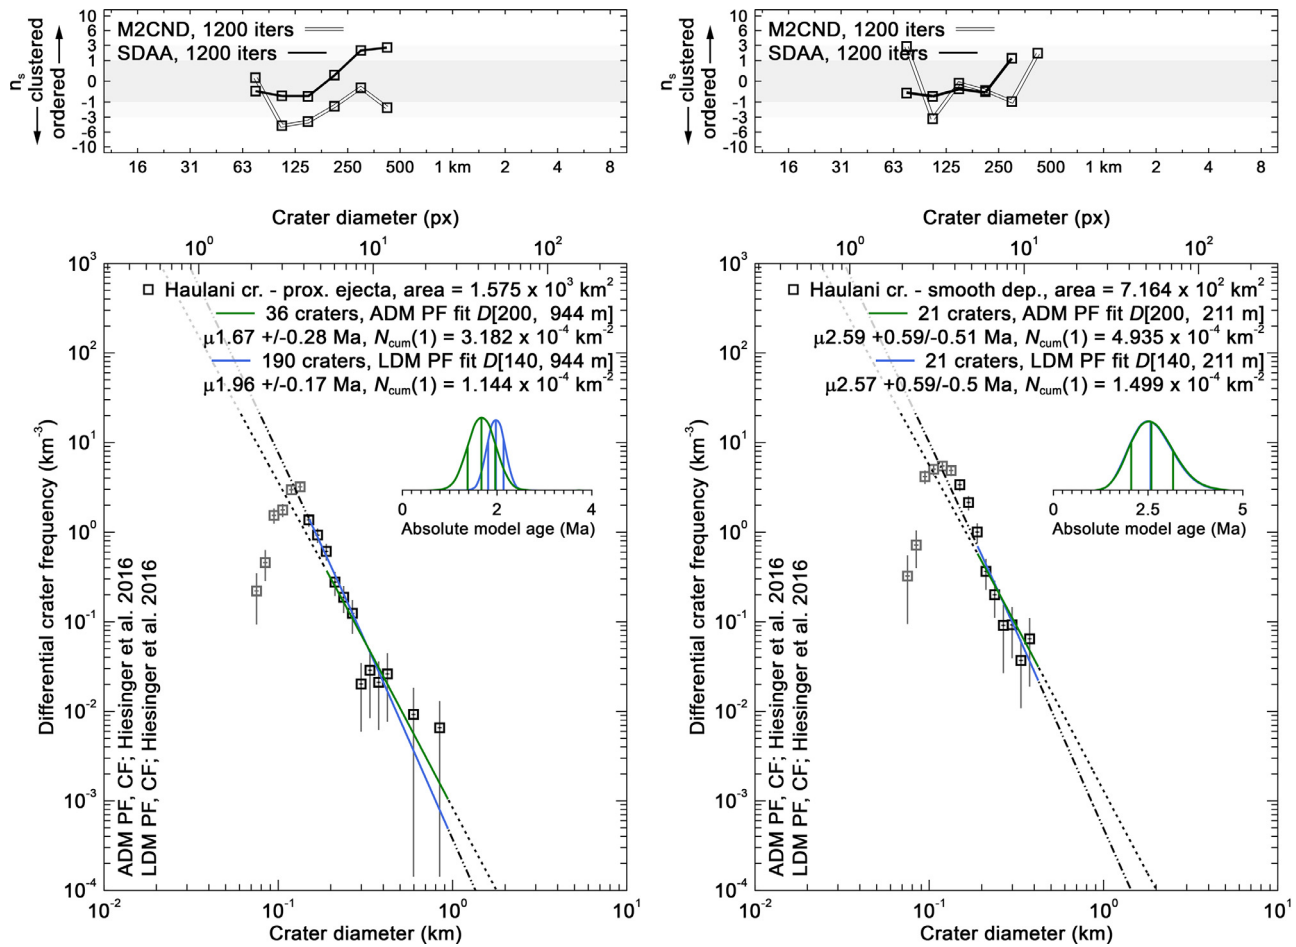 10
6
3
1
0
-1
-3
-6
-10
n_s
clustered
ordered
M2CND, 1200 iters
SDAA, 1200 iters
16 31 63 125 250 500 1 km 2 4 8
Crater diameter (px)
10^0 10^1 10^2
10^3
10^2
10^1
10^0
10^-1
10^-2
10^-3
10^-4
Differential crater frequency (km^-3)
Haulani cr. - prox. ejecta, area = 1.575 x 10^3 km^2
36 craters, ADM PF fit D[200, 944 m]
μ1.67 +/-0.28 Ma, N_cum(1) = 3.182 x 10^-4 km^-2
190 craters, LDM PF fit D[140, 944 m]
μ1.96 +/-0.17 Ma, N_cum(1) = 1.144 x 10^-4 km^-2
0 2 4
Absolute model age (Ma)
ADM PF, CF; Hiesinger et al. 2016
LDM PF, CF; Hiesinger et al. 2016
10^-2 10^-1 10^0 10^1
Crater diameter (km)
10
6
3
1
0
-1
-3
-6
-10
n_s
clustered
ordered
M2CND, 1200 iters
SDAA, 1200 iters
16 31 63 125 250 500 1 km 2 4 8
Crater diameter (px)
10^0 10^1 10^2
10^3
10^2
10^1
10^0
10^-1
10^-2
10^-3
10^-4
Differential crater frequency (km^-3)
Haulani cr. - smooth dep., area = 7.164 x 10^2 km^2
21 craters, ADM PF fit D[200, 211 m]
μ2.59 +0.59/-0.51 Ma, N_cum(1) = 4.935 x 10^-4 km^-2
21 craters, LDM PF fit D[140, 211 m]
μ2.57 +0.59/-0.5 Ma, N_cum(1) = 1.499 x 10^-4 km^-2
0 2.5 5
Absolute model age (Ma)
ADM PF, CF; Hiesinger et al. 2016
LDM PF, CF; Hiesinger et al. 2016
10^-2 10^-1 10^0 10^1
Crater diameter (km)